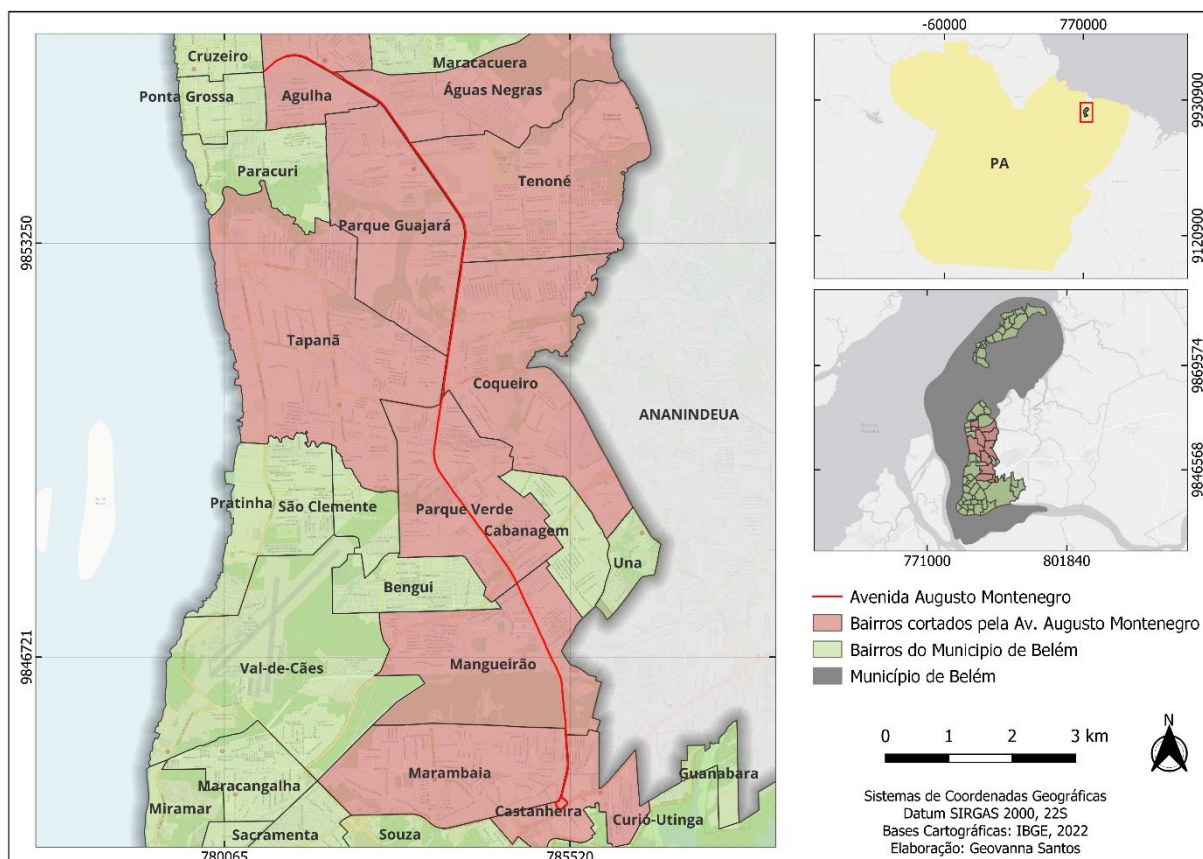 Cruzeiro
Maracacuera
Ponta Grossa
Agulha
Águas Negras
Paracuri
Tenoné
Parque Guajará
Tapanã
Coqueiro
ANANINDEUA
Pratinha
São Clemente
Parque Verde
Cabanagem
Una
Bengui
Val-de-Cães
Mangueirão
Marambaia
Guanabara
Maracangalha
Miramar
Castanheira
Curió-Utinga
Sacramenta
Souza
9853250
9846721
780065
785520
-60000
770000
PA
9930900
9120900
9869574
9846568
771000
801840
Avenida Augusto Montenegro
Bairros cortados pela Av. Augusto Montenegro
Bairros do Municipio de Belém
Município de Belém
0 1 2 3 km
N
Sistemas de Coordenadas Geográficas
Datum SIRGAS 2000, 22S
Bases Cartográficas: IBGE, 2022
Elaboração: Geovanna Santos